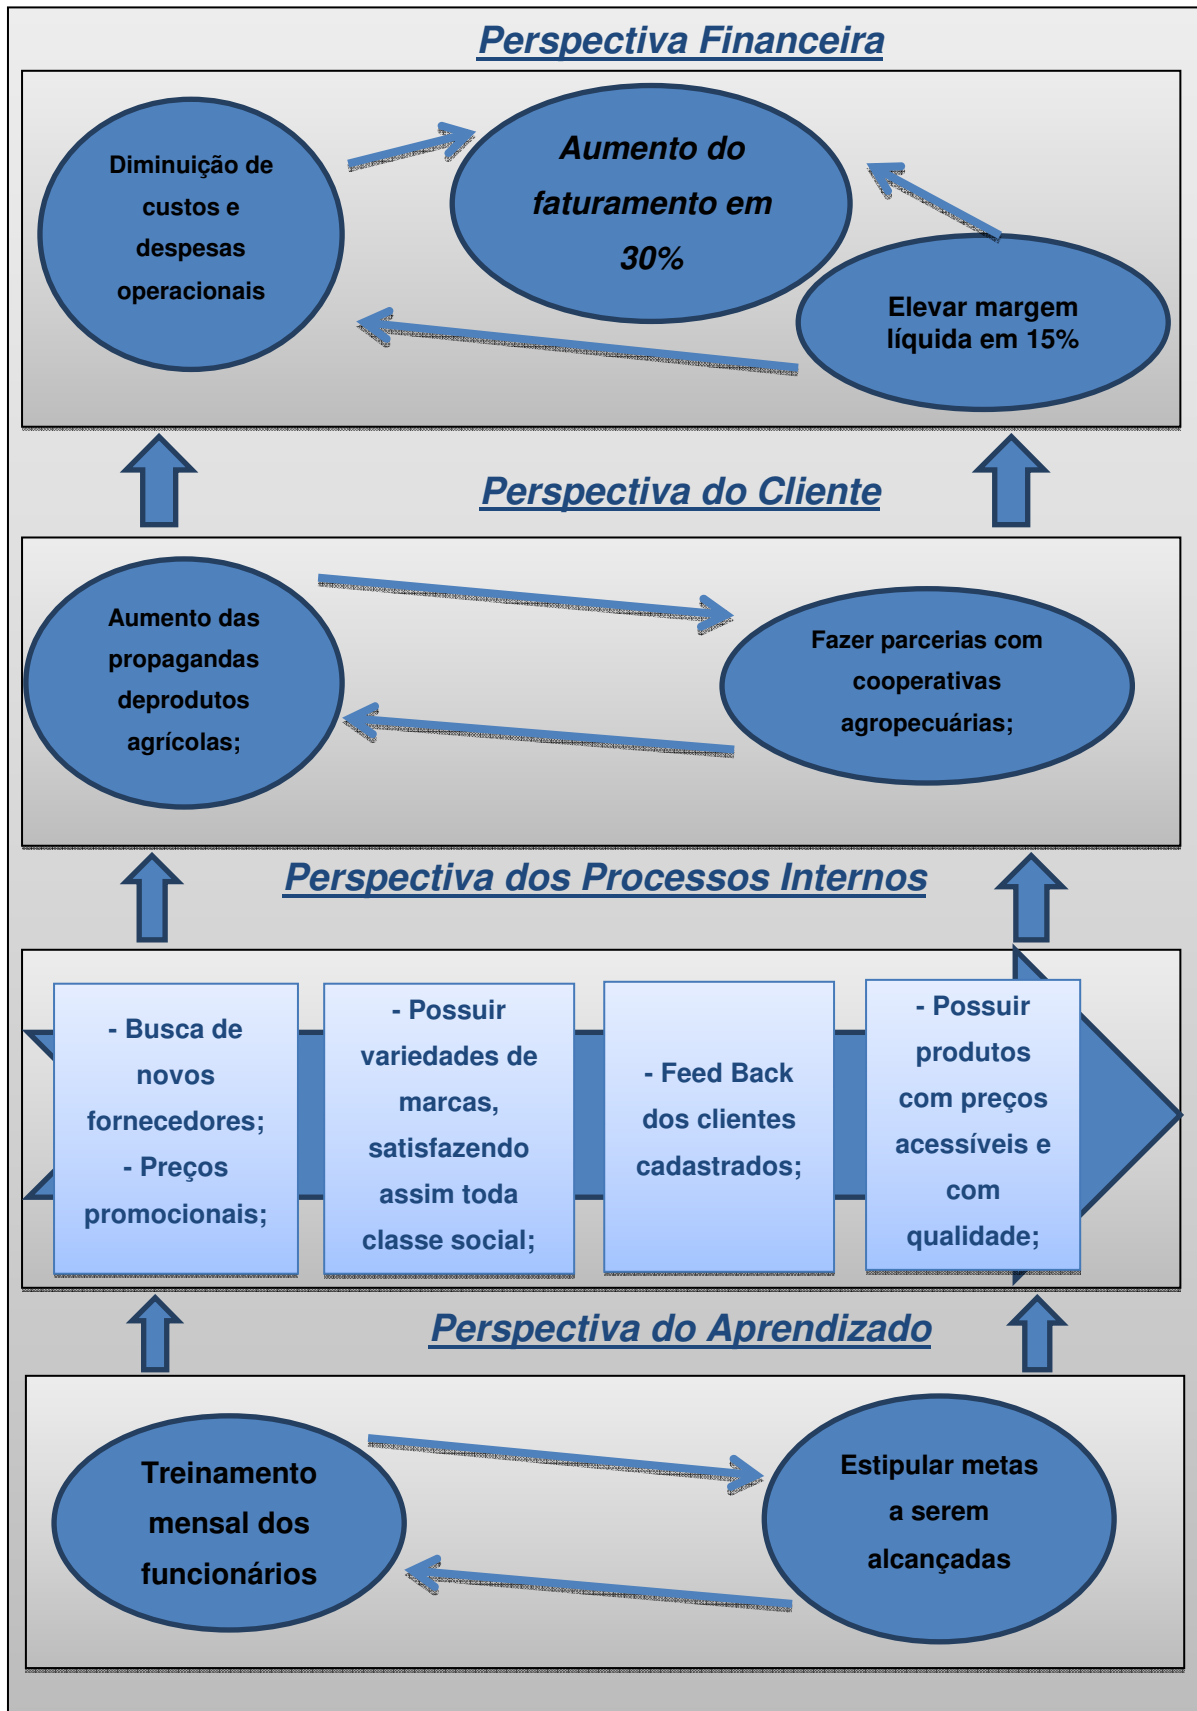 Perspectiva Financeira
Diminuição de
custos e
despesas
operacionais
Aumento do
faturamento em
30%
Elevar margem
líquida em 15%
Perspectiva do Cliente
Aumento das
propagandas
deprodutos
agrícolas;
Fazer parcerias com
cooperativas
agropecuárias;
Perspectiva dos Processos Internos
- Busca de
novos
fornecedores;
- Preços
promocionais;
- Possuir
variedades de
marcas,
satisfazendo
assim toda
classe social;
- Feed Back
dos clientes
cadastrados;
- Possuir
produtos
com preços
acessíveis e
com
qualidade;
Perspectiva do Aprendizado
Treinamento
mensal dos
funcionários
Estipular metas
a serem
alcançadas